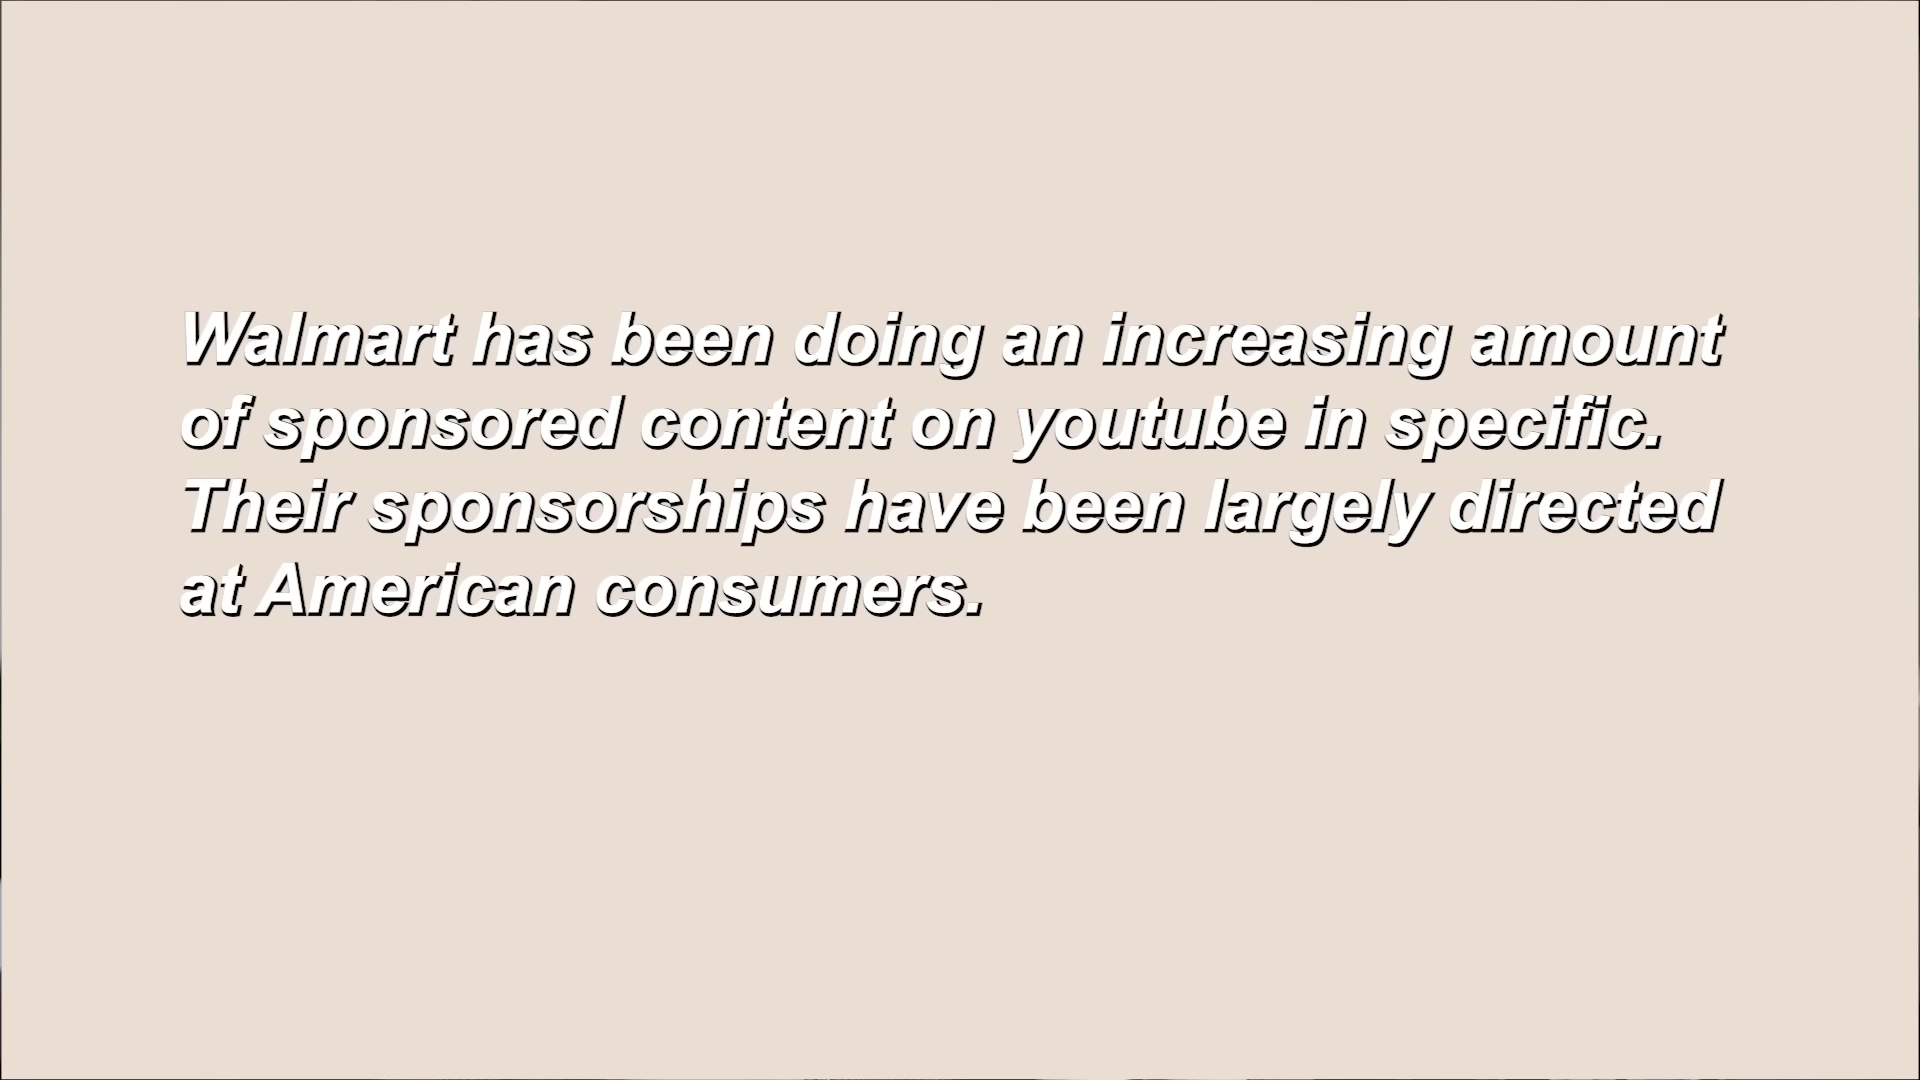 Walmart has been doing an increasing amount
of sponsored content on youtube in specific.
Their sponsorships have been largely directed
at American consumers.